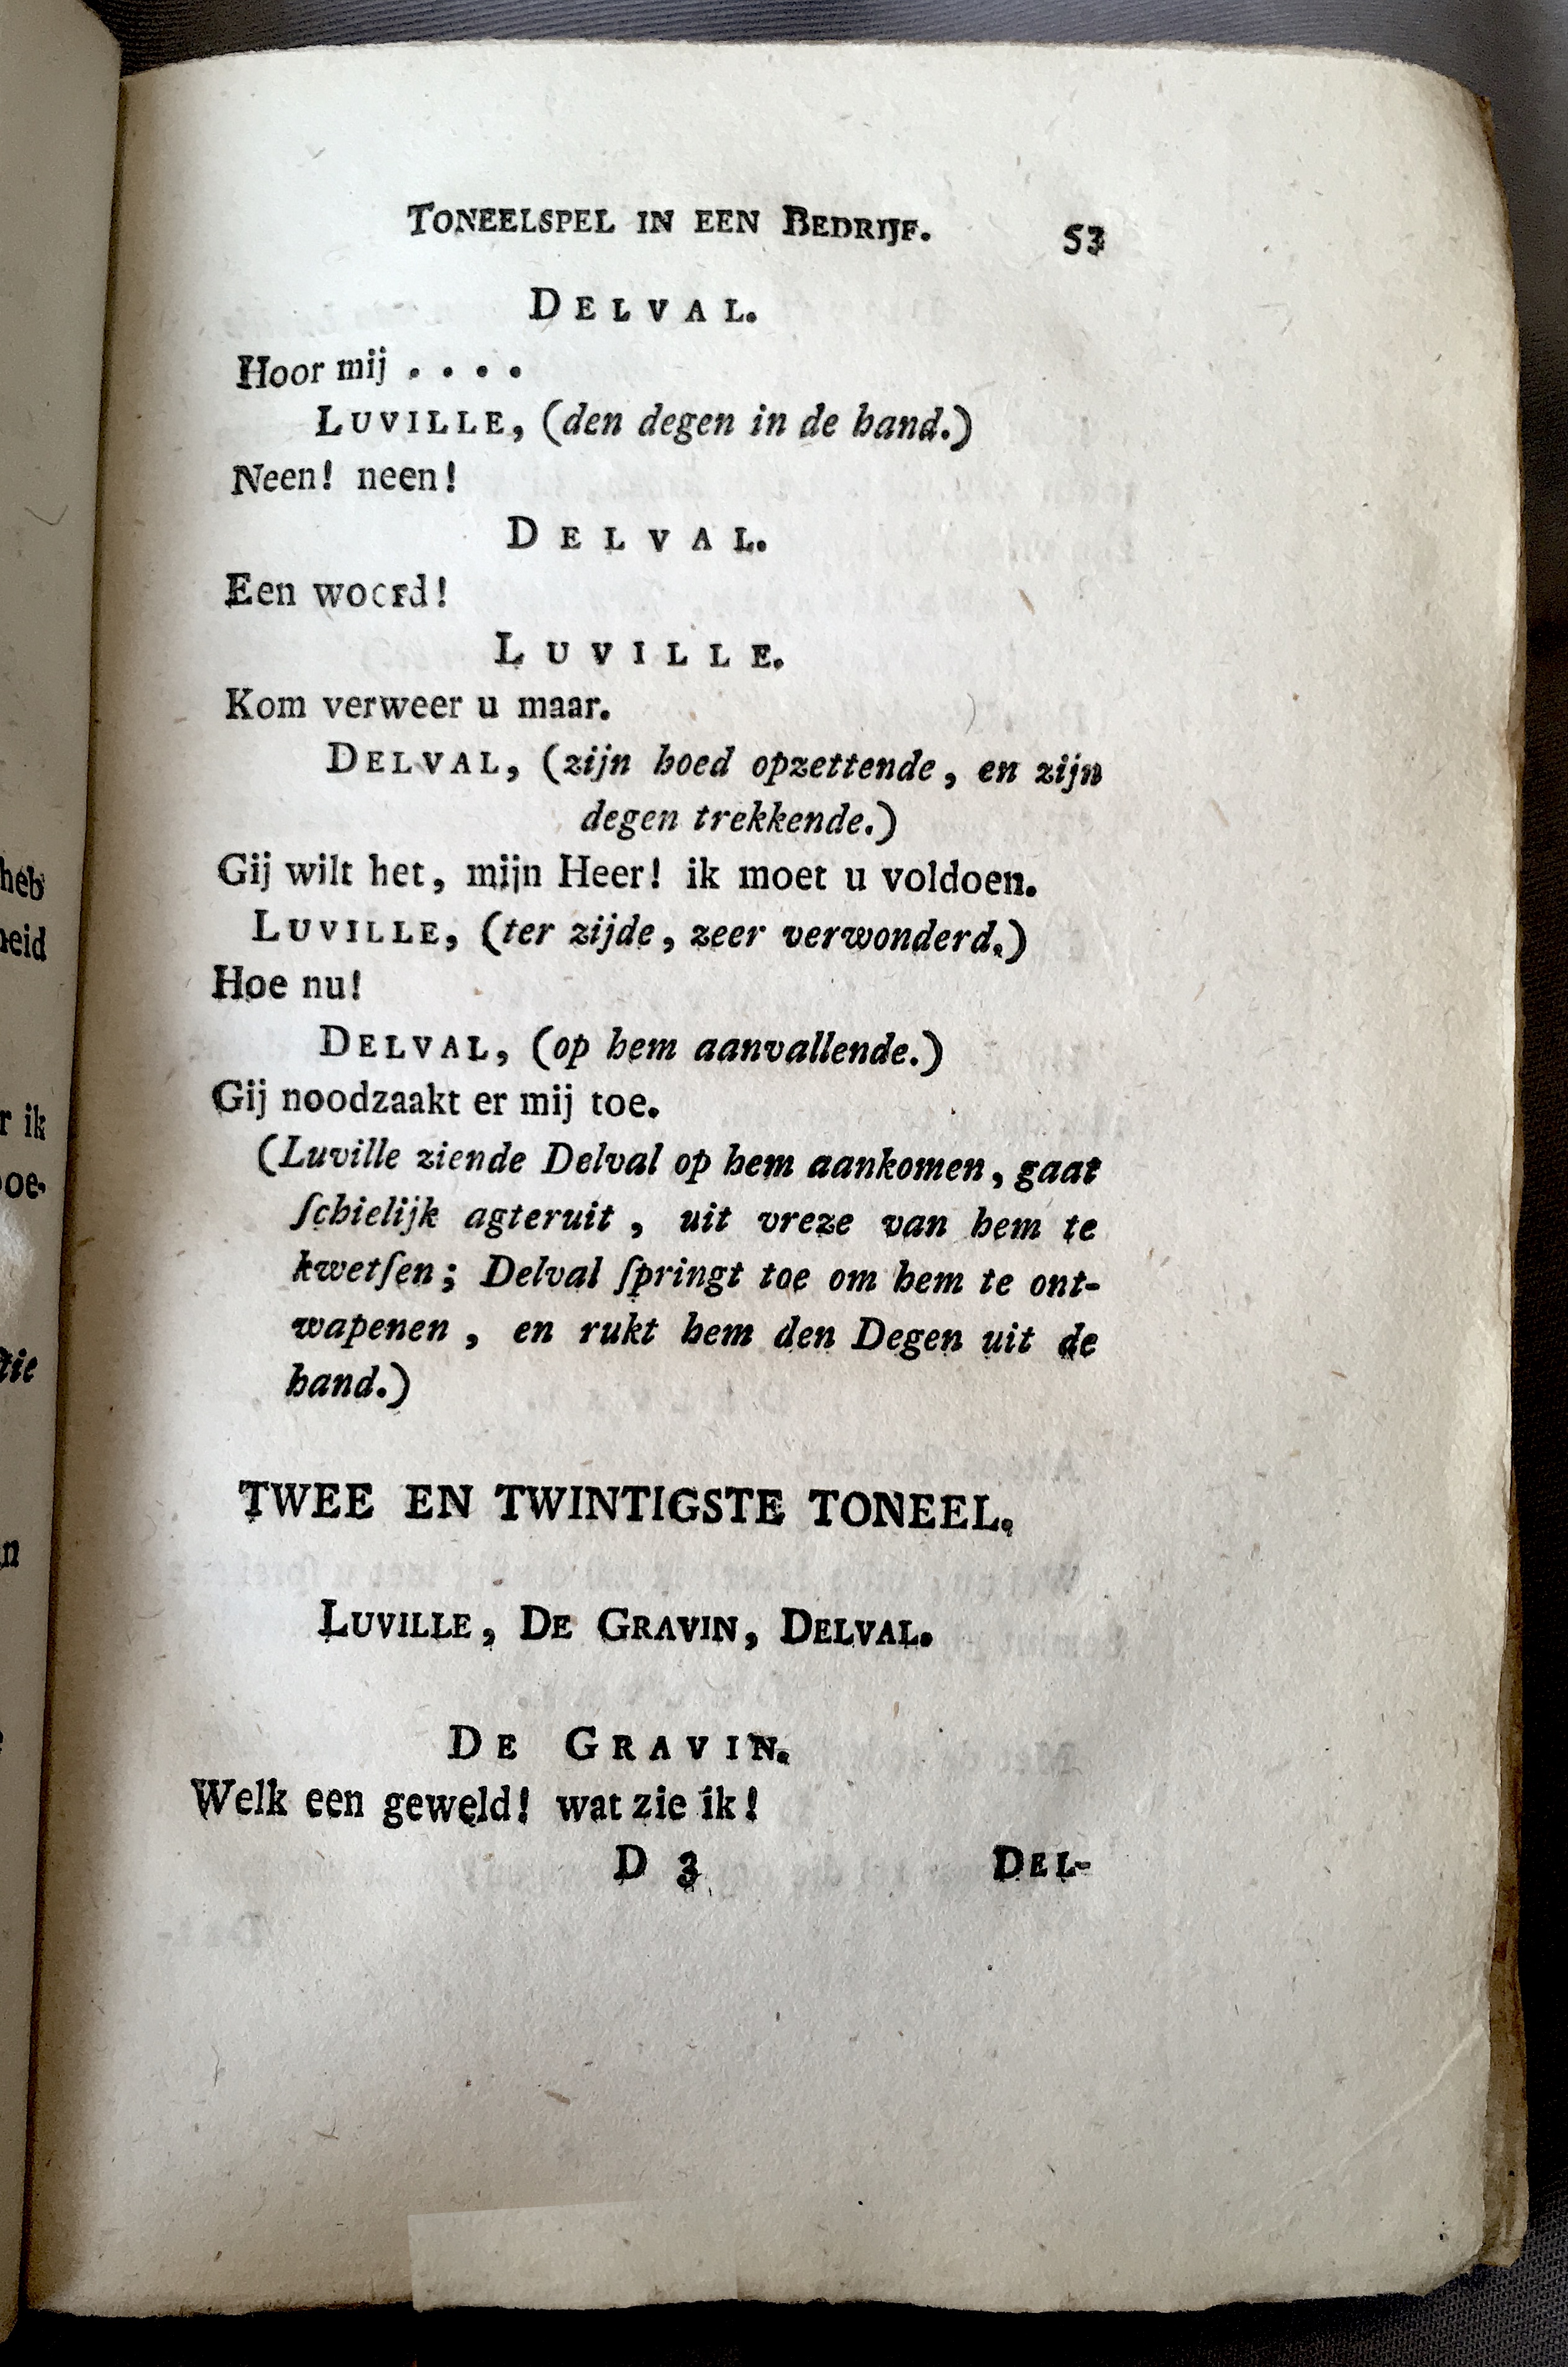 TONEELSPEL IN EEN BEDRIJF. 53
DELVAL.
Hoor mij . . . .
LUVILLE, (den degen in de hand.)
Neen! neen!
DELVAL.
Een woord!
LUVILLE.
Kom verweer u maar.
DELVAL, (zijn hoed opzettende, en zijn
degen trekkende.)
Gij wilt het, mijn Heer! ik moet u voldoen.
LUVILLE, (ter zijde, zeer verwonderd.)
Hoe nu!
DELVAL, (op hem aanvallende.)
Gij noodzaakt er mij toe.
(Luville ziende Delval op hem aankomen, gaat
ſchielijk agteruit, uit vreze van hem te
kwetſen; Delval ſpringt toe om hem te ont-
wapenen, en rukt hem den Degen uit de
hand.)
TWEE EN TWINTIGSTE TONEEL.
LUVILLE, DE GRAVIN, DELVAL.
DE GRAVIN.
Welk een geweld! wat zie ik!
D 3 DEL-
heb
heid
r ik
tie